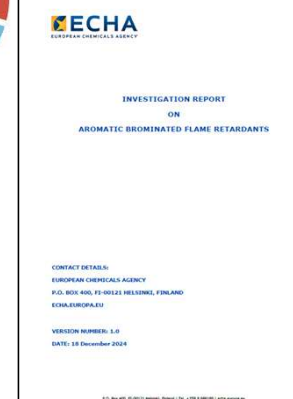 ECHA
EUROPEAN CHEMICALS AGENCY
INVESTIGATION REPORT
ON
AROMATIC BROMINATED FLAME RETARDANTS
CONTACT DETAILS:
EUROPEAN CHEMICALS AGENCY
P.O. BOX 400, FI-00121 HELSINKI, FINLAND
ECHA.EUROPA.EU
VERSION NUMBER: 1.0
DATE: 18 December 2024